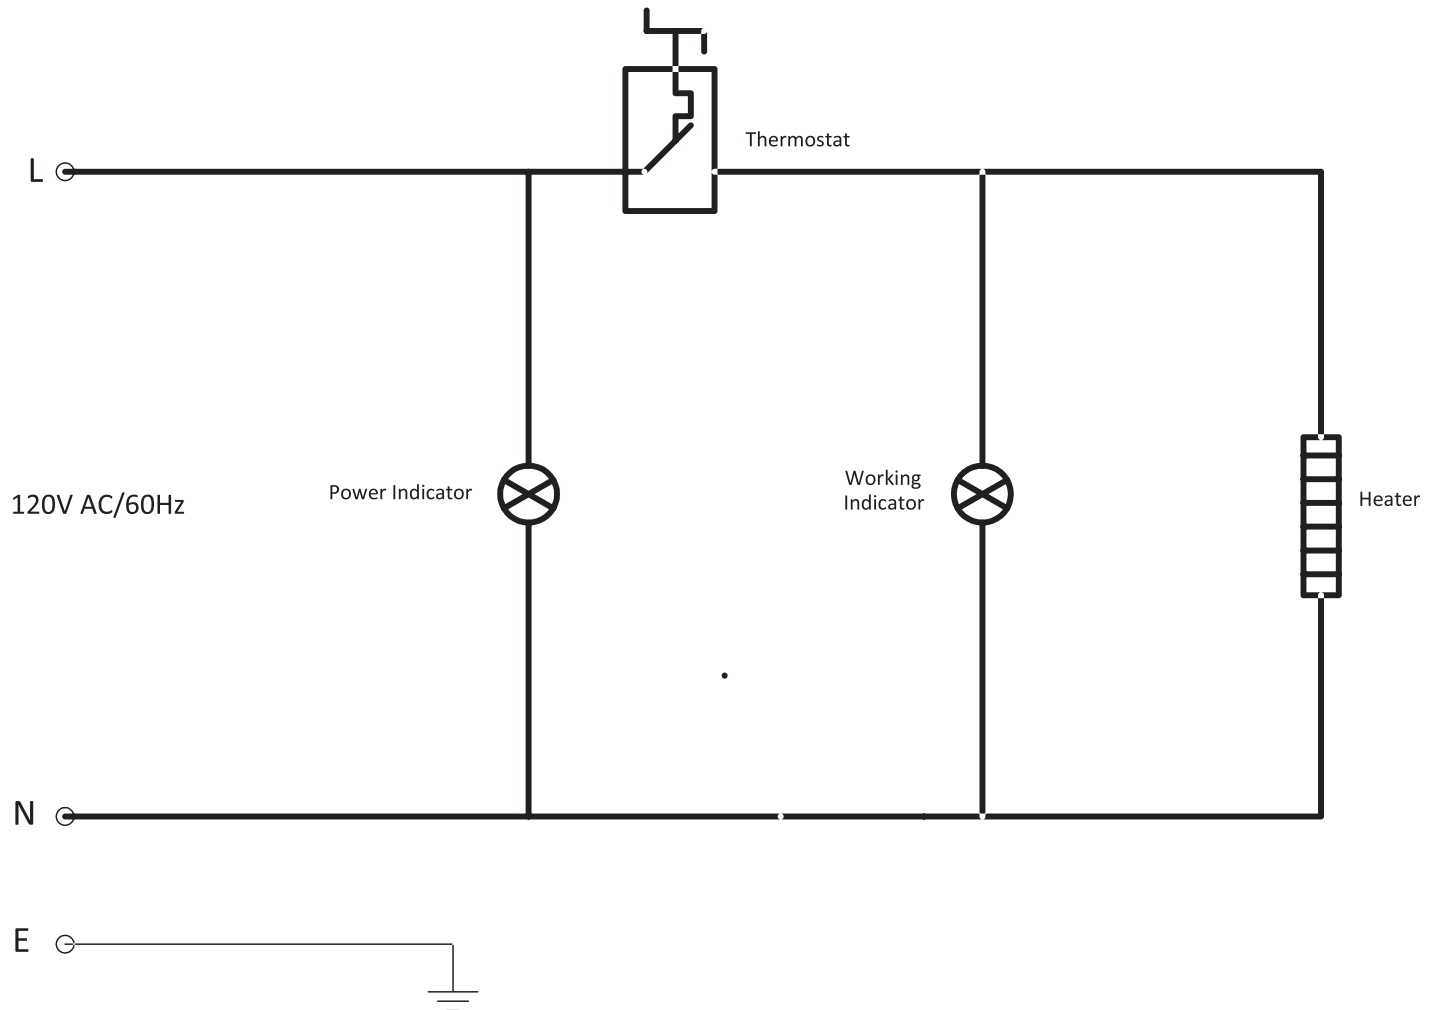 Thermostat
L
Working
Power Indicator
Indicator
Heater
120V AC/60Hz
N
E